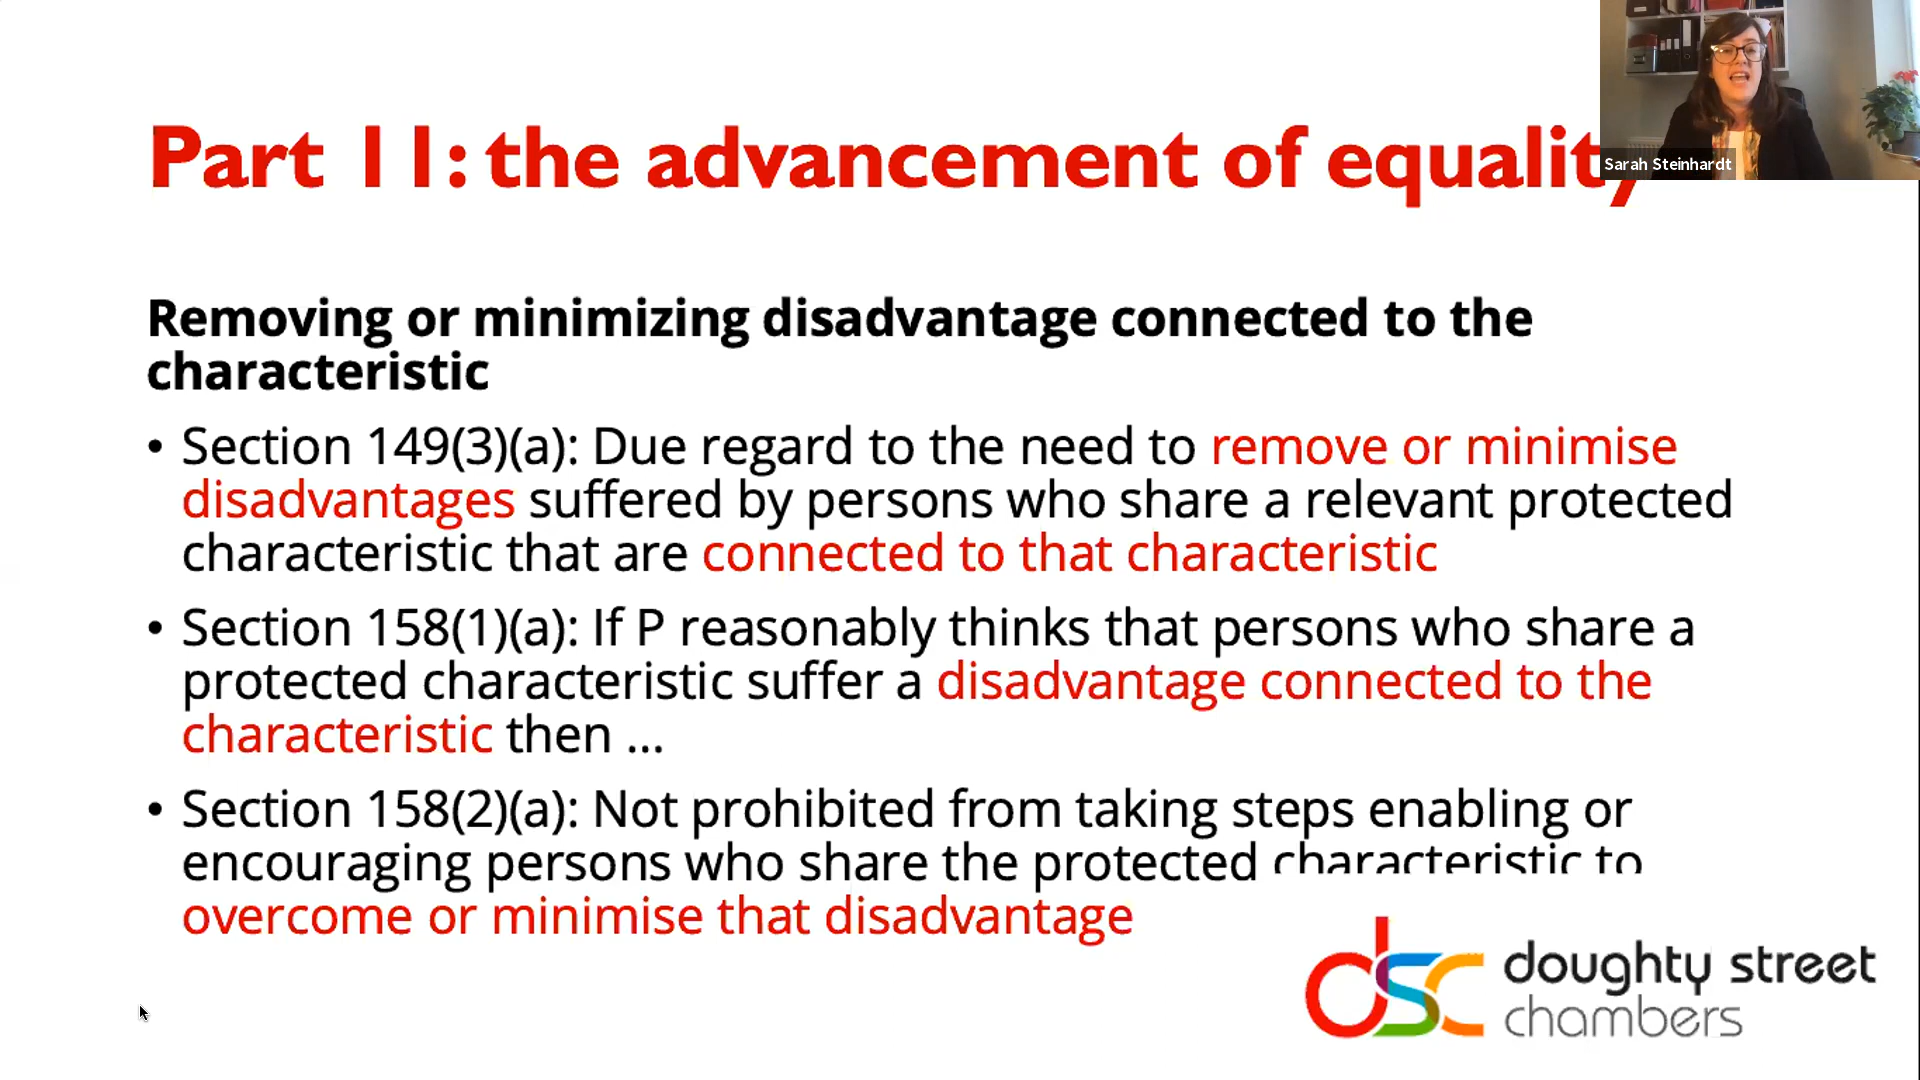 Part 11: the advancement of equality
Sarah Steinhardt
Removing or minimizing disadvantage connected to the
characteristic
• Section 149(3)(a): Due regard to the need to remove or minimise
disadvantages suffered by persons who share a relevant protected
characteristic that are connected to that characteristic
• Section 158(1)(a): If P reasonably thinks that persons who share a
protected characteristic suffer a disadvantage connected to the
characteristic then ...
• Section 158(2)(a): Not prohibited from taking steps enabling or
encouraging persons who share the protected characteristic to
overcome or minimise that disadvantage
dsc doughty street
chambers